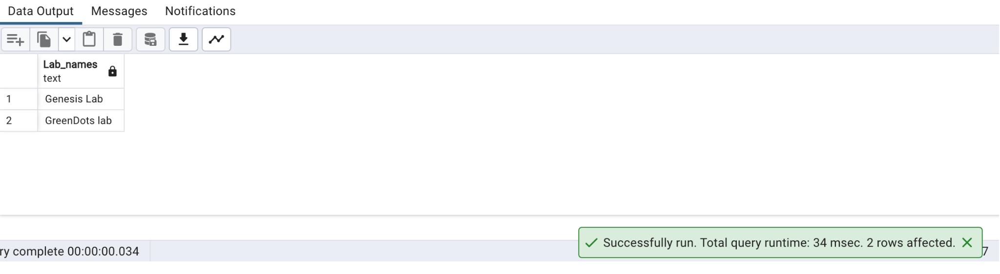 Data Output Messages Notifications
Lab_names
text
1 Genesis Lab
2 GreenDots lab
Successfully run. Total query runtime: 34 msec. 2 rows affected.
ry complete 00:00:00.034
7